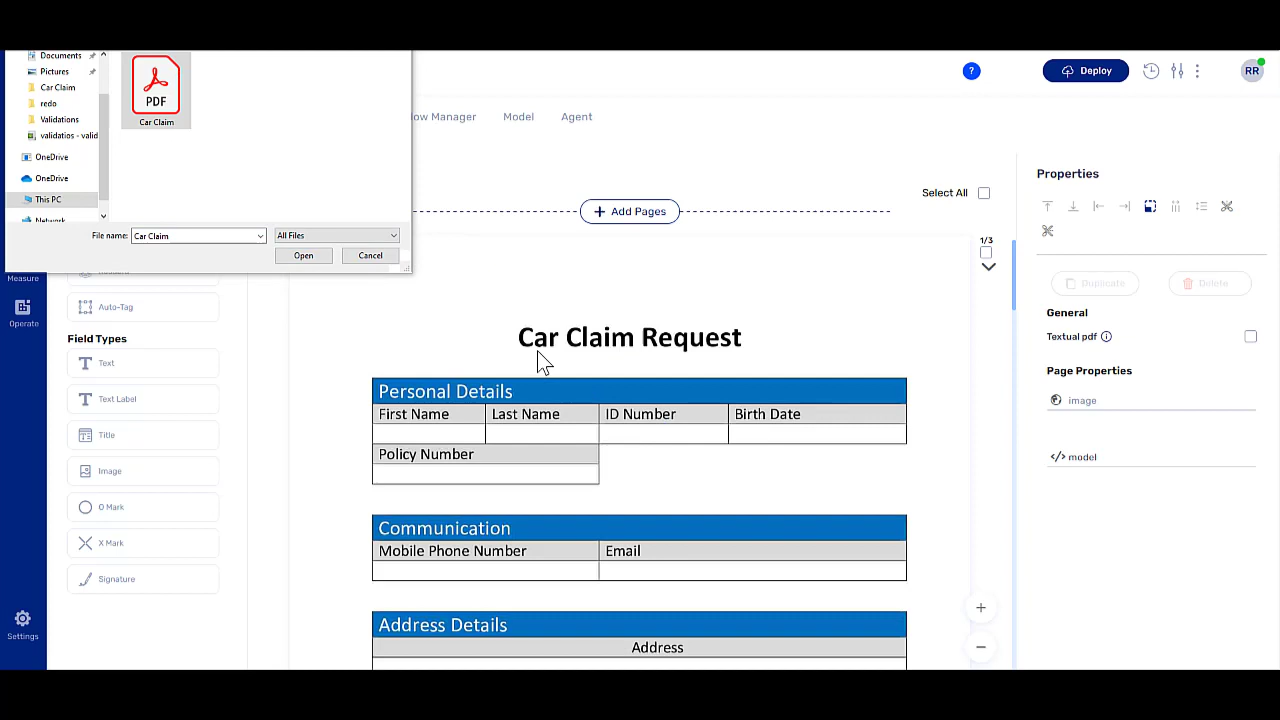 Documents
Pictures
Car Claim
redo
Validations
validatios - valid
OneDrive
OneDrive
This PC
Network
PDF
Car Claim
File name: Car Claim
All Files
Open
Cancel
?
Deploy
RR
ow Manager
Model
Agent
Select All
+ Add Pages
1/3
Measure
Operate
Settings
Auto-Tag
Field Types
Text
Text Label
Title
Image
O Mark
X Mark
Signature
Car Claim Request
Personal Details
First Name Last Name ID Number Birth Date
Policy Number
Communication
Mobile Phone Number Email
Address Details
Address
Properties
Duplicate
Delete
General
Textual pdf
Page Properties
image
</> model